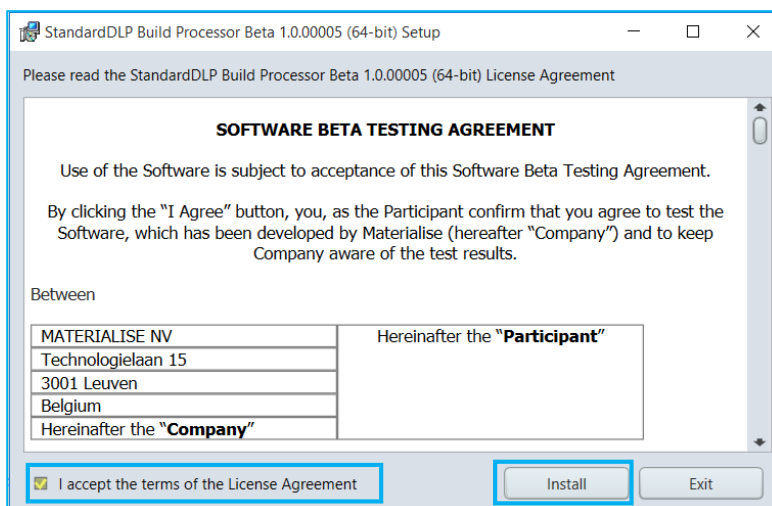 StandardDLP Build Processor Beta 1.0.00005 (64-bit) Setup
Please read the StandardDLP Build Processor Beta 1.0.00005 (64-bit) License Agreement
SOFTWARE BETA TESTING AGREEMENT
Use of the Software is subject to acceptance of this Software Beta Testing Agreement.
By clicking the “I Agree” button, you, as the Participant confirm that you agree to test the
Software, which has been developed by Materialise (hereafter “Company”) and to keep
Company aware of the test results.
Between
MATERIALISE NV
Technologielaan 15
3001 Leuven
Belgium
Hereinafter the “Company”
Hereinafter the “Participant”
I accept the terms of the License Agreement
Install
Exit